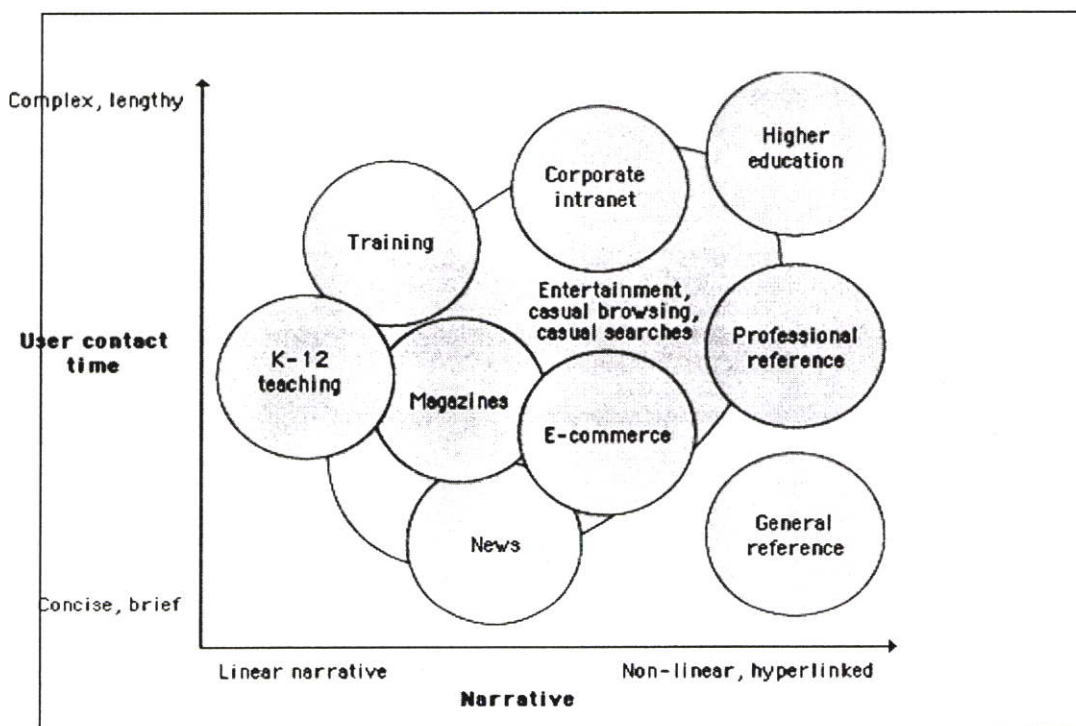 Complex, lengthy
Higher
education
Corporate
intranet
Training
Entertainment,
casual browsing,
casual searches
User contact
time
Professional
reference
K-12
teaching
Magazines
E-commerce
News
General
reference
Concise, brief
Linear narrative
Non-linear, hyperlinked
Narrative